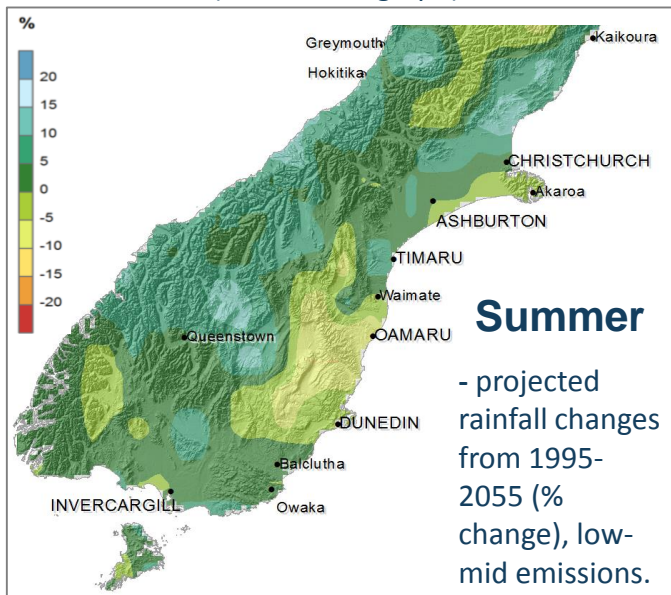 %
20
15
10
5
0
-5
-10
-15
-20
Greymouth
Kaikoura
Hokitika
CHRISTCHURCH
Akaroa
ASHBURTON
TIMARU
Waimate
Queenstown
OAMARU
DUNEDIN
Balclutha
INVERCARGILL
Owaka
Summer
- projected
rainfall changes
from 1995-
2055 (%
change), low-
mid emissions.